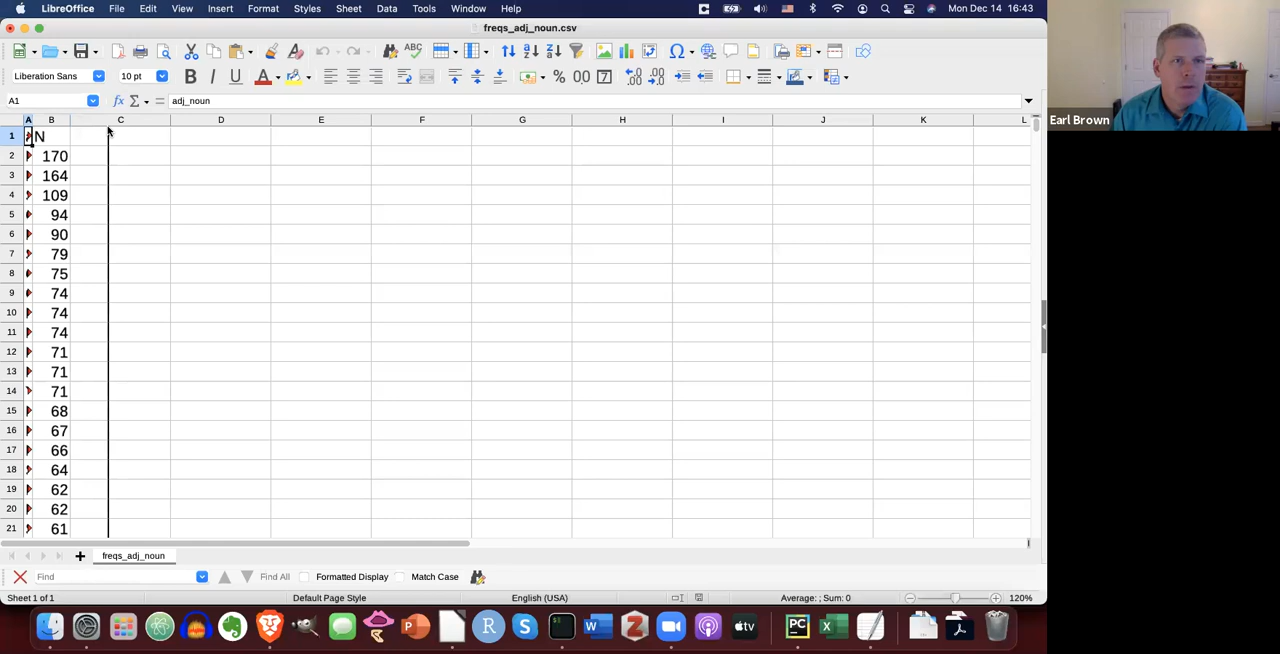 LibreOffice File Edit View Insert Format Styles Sheet Data Tools Window Help Mon Dec 14 16:43
freqs_adj_noun.csv
Liberation Sans 10 pt
A1 adj_noun
A B C D E F G H I J K L
1 N
2 170
3 164
4 109
5 94
6 90
7 79
8 75
9 74
10 74
11 74
12 71
13 71
14 71
15 68
16 67
17 66
18 64
19 62
20 62
21 61
freqs_adj_noun
Find Find All Formatted Display Match Case
Sheet 1 of 1 Default Page Style English (USA) Average: ; Sum: 0 120%
Earl Brown